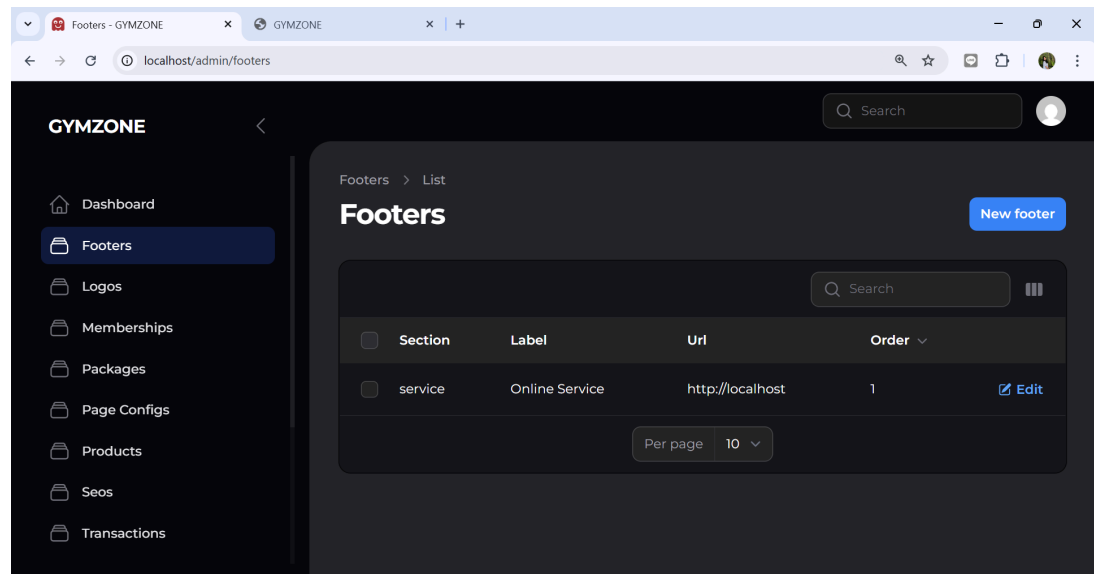 Footers - GYMZONE
GYMZONE
localhost/admin/footers
GYMZONE
Search
Dashboard
Footers
Logos
Memberships
Packages
Page Configs
Products
Seos
Transactions
Footers > List
Footers
New footer
Search
Section Label Url Order
service Online Service http://localhost 1 Edit
Per page 10